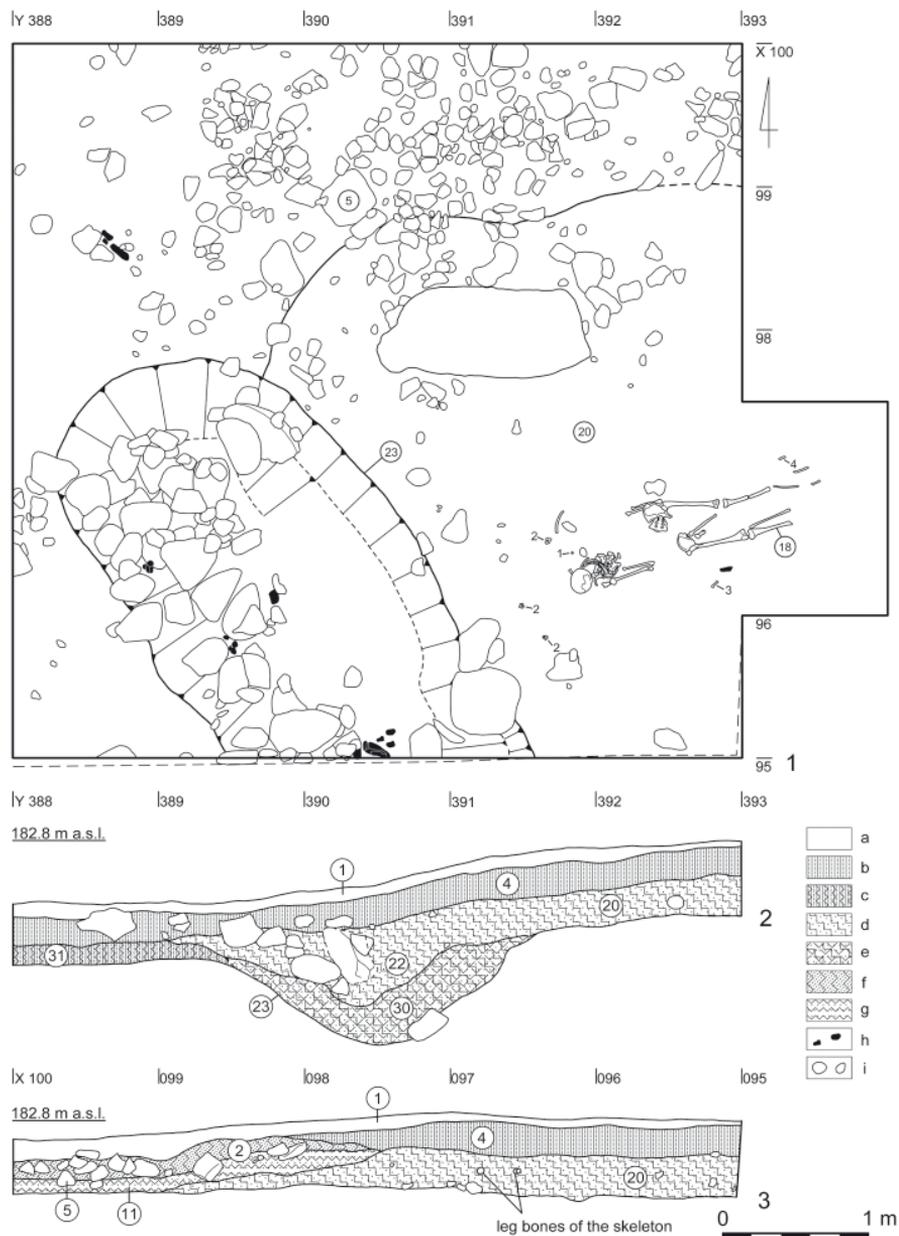 Y 388 389 390 391 392 393
X 100
5
99
98
23
20
4
2
1
18
3
2
2
96
95 1
Y 388 389 390 391 392 393
182.8 m a.s.l.
1
4
20
2
31
22
23
30
a
b
c
d
e
f
g
h
i
X 100 099 098 097 096 095
182.8 m a.s.l.
1
2
4
20
5
11
3
leg bones of the skeleton
0 1 m